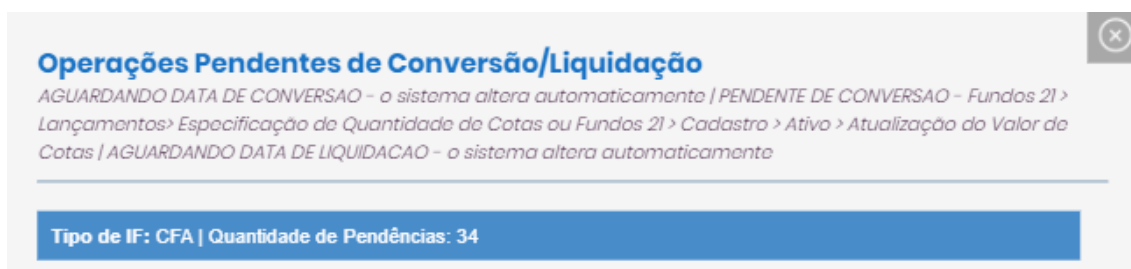 Operações Pendentes de Conversão/Liquidação
AGUARDANDO DATA DE CONVERSAO - o sistema altera automaticamente | PENDENTE DE CONVERSAO - Fundos 21 >
Lançamentos> Especificação de Quantidade de Cotas ou Fundos 21 > Cadastro > Ativo > Atualização do Valor de
Cotas | AGUARDANDO DATA DE LIQUIDACAO - o sistema altera automaticamente
Tipo de IF: CFA | Quantidade de Pendências: 34